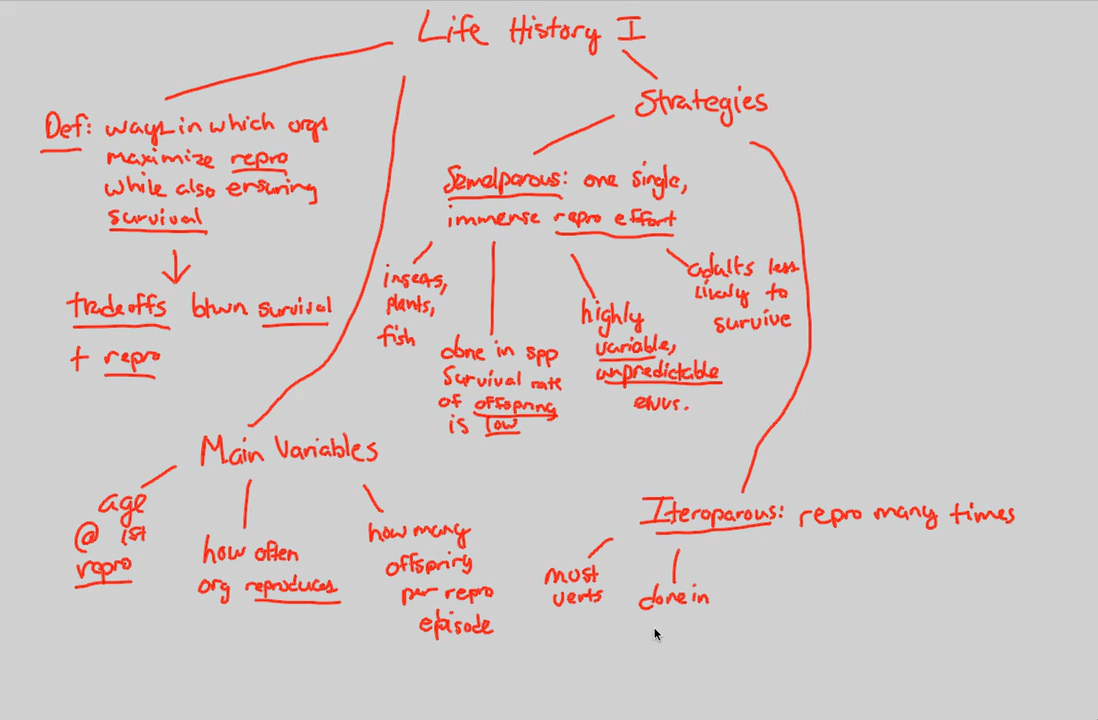 Life History I
Def: ways in which orgs
maximize repro
while also ensuring
survival
tradeoffs btwn survival
+ repro
Main Variables
age
@ 1st
repro
how often
org reproduces
how many
offspring
per repro
episode
Strategies
Semelparous: one single,
immense repro effort
insects,
plants,
fish
done in spp
Survival rate
of offspring
is low
highly
variable,
unpredictable
envs.
adults less
likely to
survive
Iteroparous: repro many times
most
verts
done in